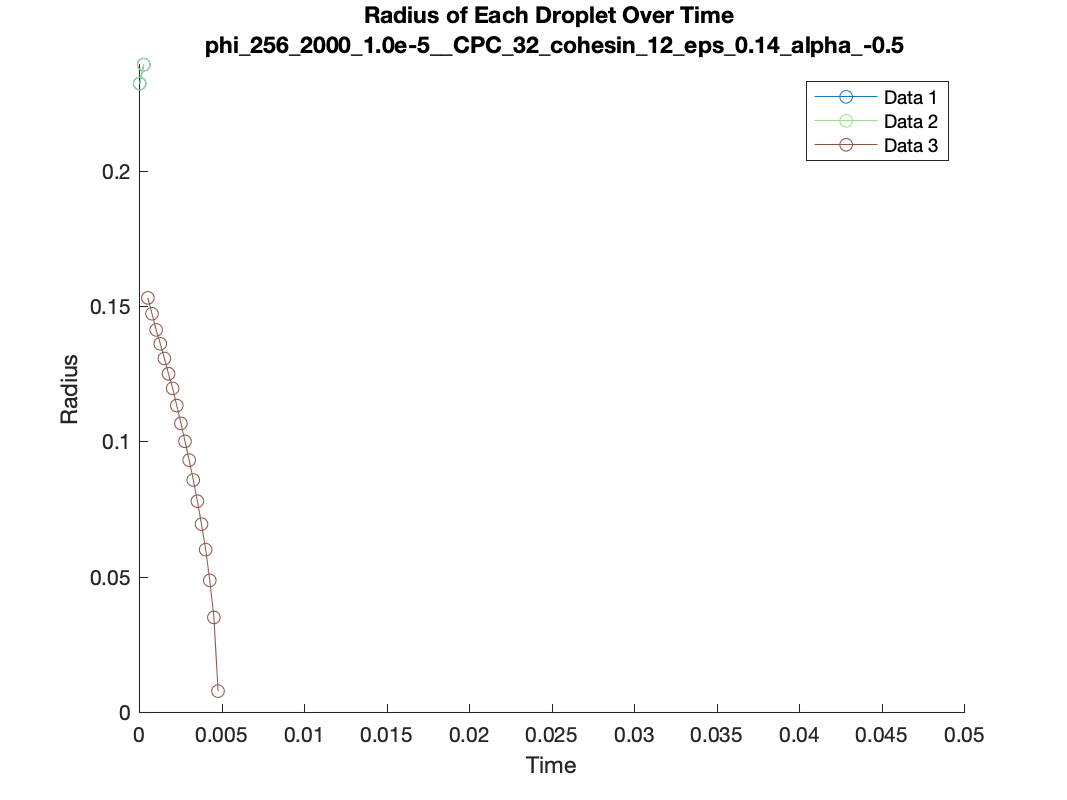 Radius of Each Droplet Over Time
phi_256_2000_1.0e-5__CPC_32_cohesin_12_eps_0.14_alpha_-0.5
Data 1
Data 2
Data 3
Radius
0.2
0.15
0.1
0.05
0
0 0.005 0.01 0.015 0.02 0.025 0.03 0.035 0.04 0.045 0.05
Time